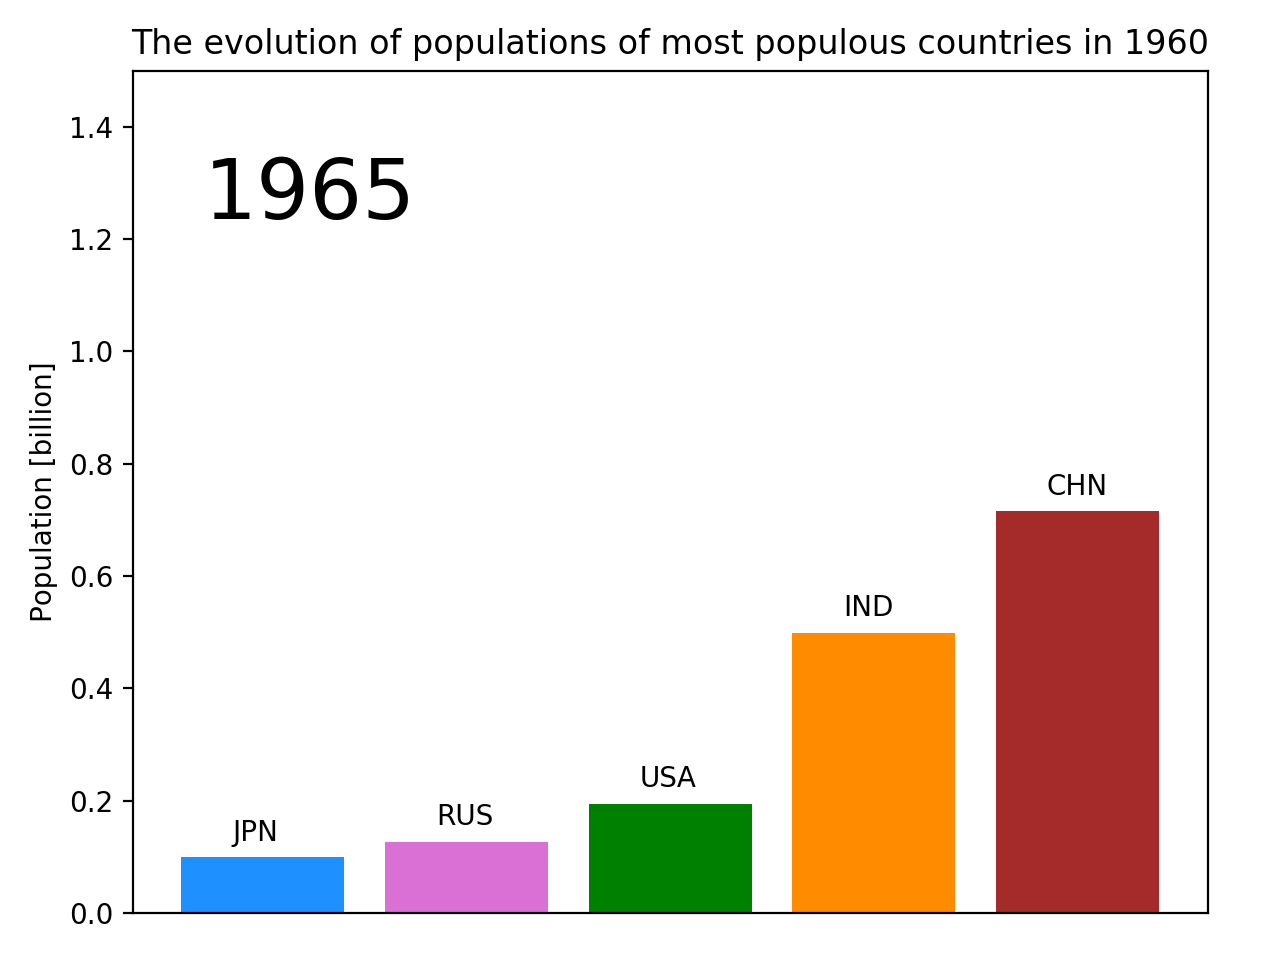 The evolution of populations of most populous countries in 1960
1965
Population [billion]
1.4
1.2
1.0
0.8
0.6
0.4
0.2
0.0
JPN
RUS
USA
IND
CHN